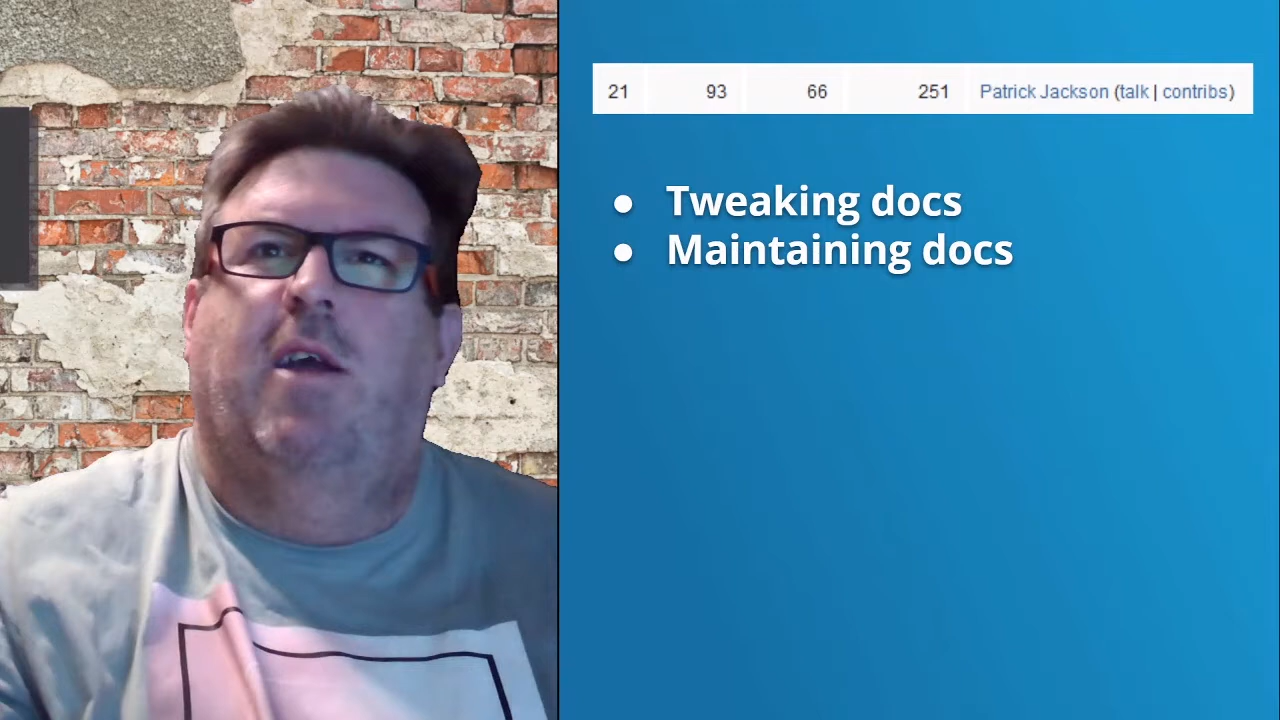 21 93 66 251 Patrick Jackson (talk | contribs)
● Tweaking docs
● Maintaining docs